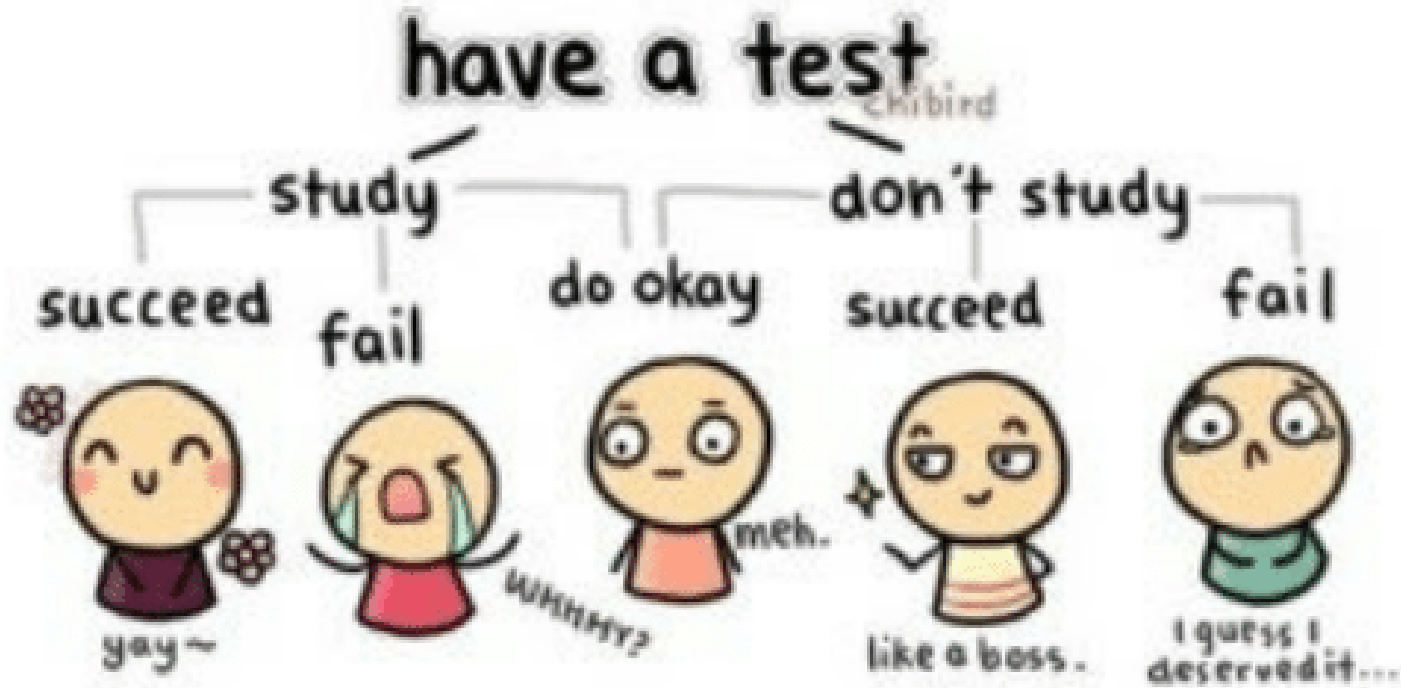 have a test
chibird
study
don't study
succeed
fail
do okay
succeed
fail
yay~
WHHHY?
meh.
like a boss.
I guess I
deserved it...